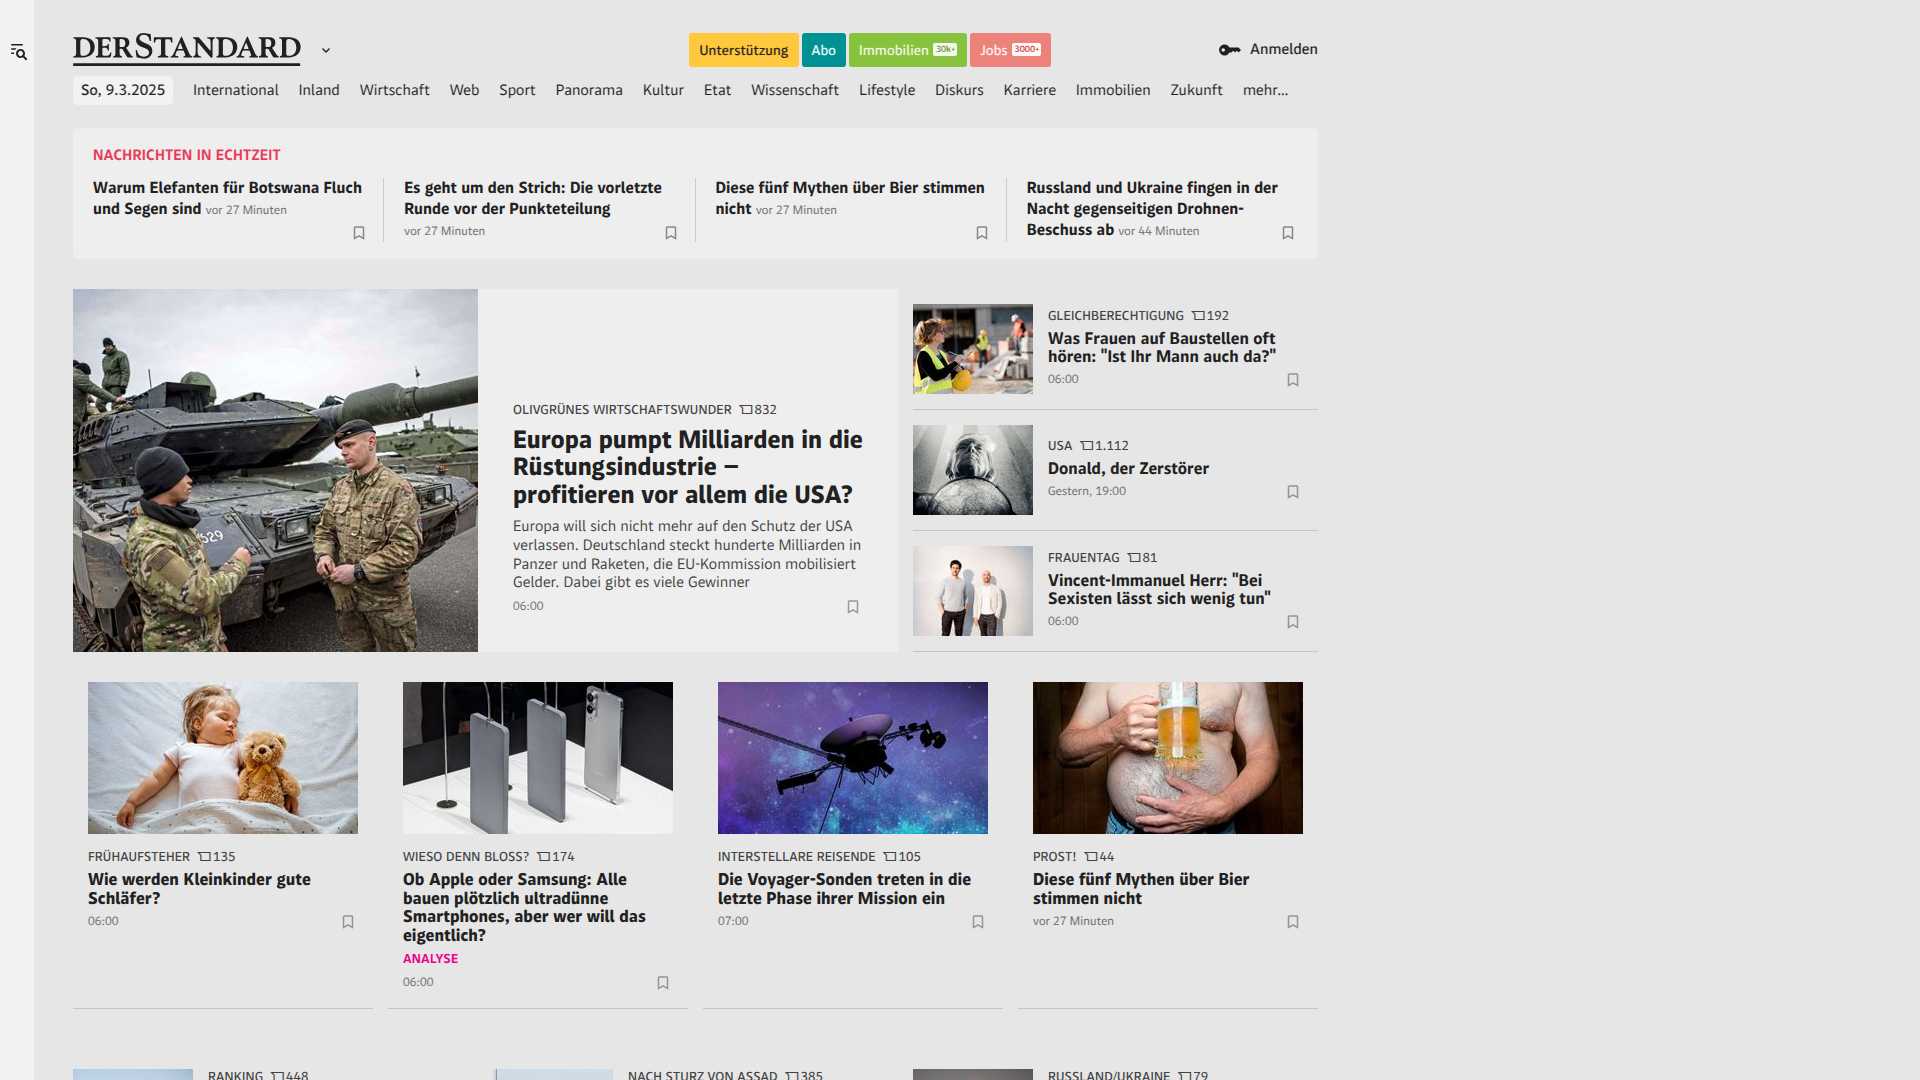 DERSTANDARD
Unterstützung
Abo
Immobilien 30k+
Jobs 3000+
Anmelden
So, 9.3.2025
International
Inland
Wirtschaft
Web
Sport
Panorama
Kultur
Etat
Wissenschaft
Lifestyle
Diskurs
Karriere
Immobilien
Zukunft
mehr...
NACHRICHTEN IN ECHTZEIT
Warum Elefanten für Botswana Fluch
und Segen sind vor 27 Minuten
Es geht um den Strich: Die vorletzte
Runde vor der Punkteteilung
vor 27 Minuten
Diese fünf Mythen über Bier stimmen
nicht vor 27 Minuten
Russland und Ukraine fingen in der
Nacht gegenseitigen Drohnen-
Beschuss ab vor 44 Minuten
529
OLIVGRÜNES WIRTSCHAFTSWUNDER 832
Europa pumpt Milliarden in die
Rüstungsindustrie –
profitieren vor allem die USA?
Europa will sich nicht mehr auf den Schutz der USA
verlassen. Deutschland steckt hunderte Milliarden in
Panzer und Raketen, die EU-Kommission mobilisiert
Gelder. Dabei gibt es viele Gewinner
06:00
GLEICHBERECHTIGUNG 192
Was Frauen auf Baustellen oft
hören: "Ist Ihr Mann auch da?"
06:00
USA 1.112
Donald, der Zerstörer
Gestern, 19:00
FRAUENTAG 81
Vincent-Immanuel Herr: "Bei
Sexisten lässt sich wenig tun"
06:00
FRÜHAUFSTEHER 135
Wie werden Kleinkinder gute
Schläfer?
06:00
WIESO DENN BLOSS? 174
Ob Apple oder Samsung: Alle
bauen plötzlich ultradünne
Smartphones, aber wer will das
eigentlich?
ANALYSE
06:00
INTERSTELLARE REISENDE 105
Die Voyager-Sonden treten in die
letzte Phase ihrer Mission ein
07:00
PROST! 44
Diese fünf Mythen über Bier
stimmen nicht
vor 27 Minuten
RANKING 448
NACH STURZ VON ASSAD 385
RUSSLAND/UKRAINE 79